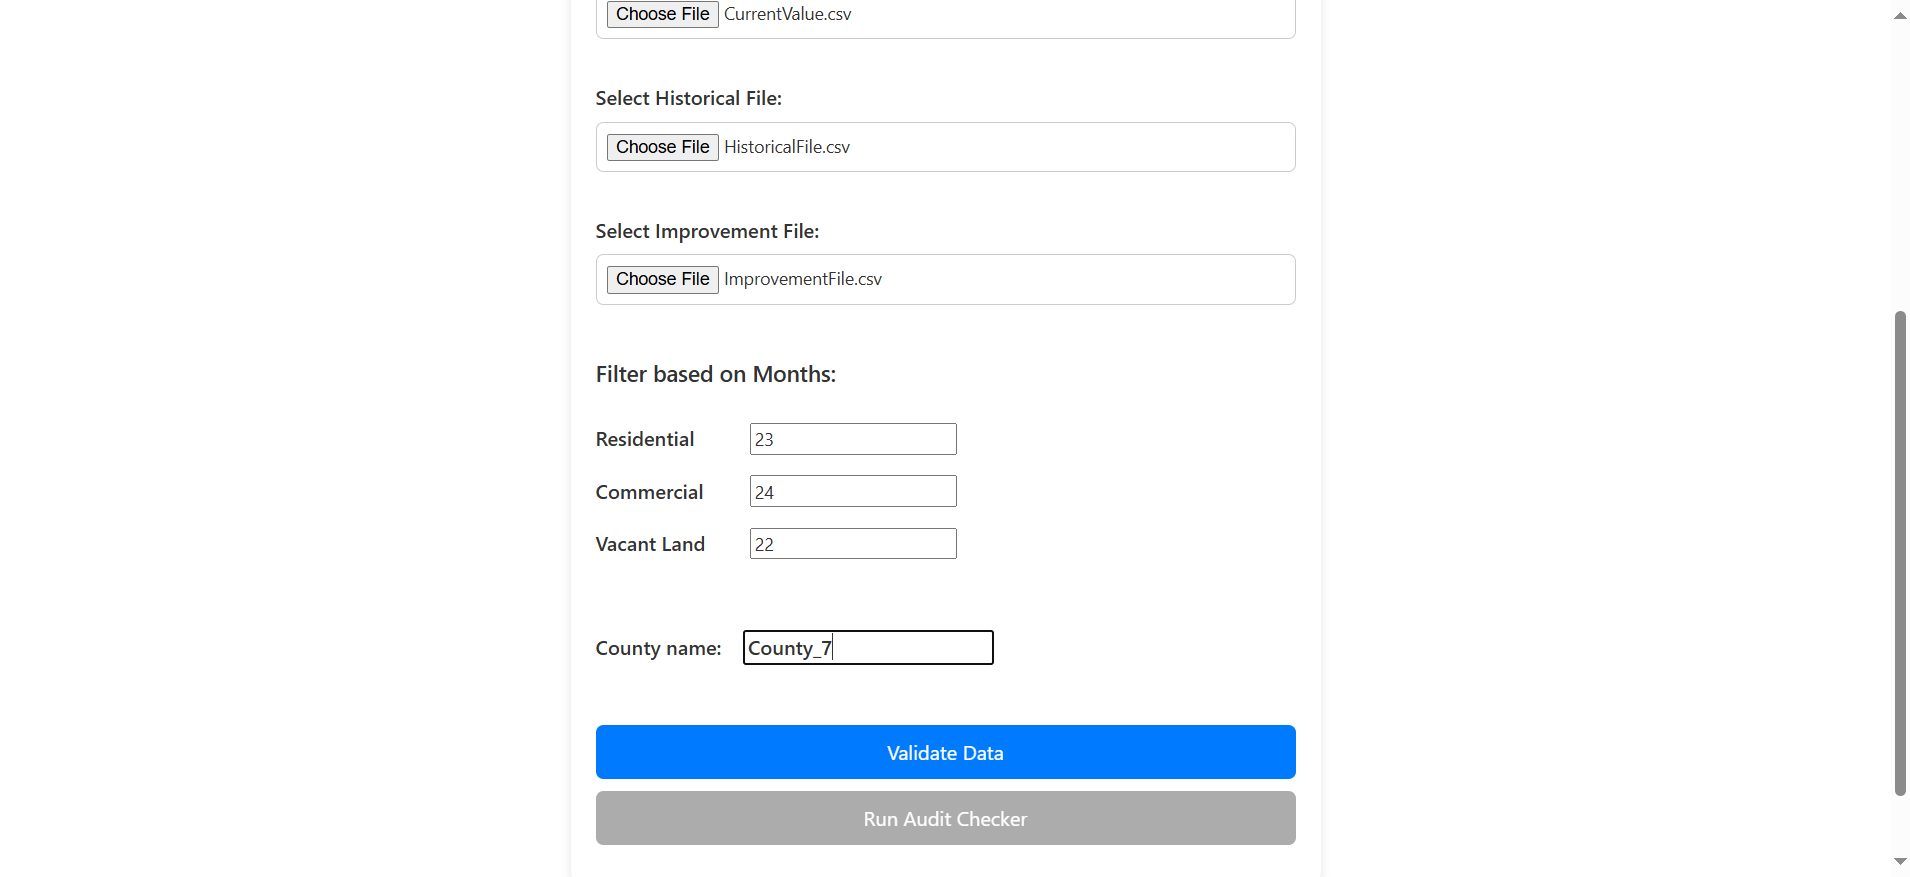 Choose File CurrentValue.csv
Select Historical File:
Choose File HistoricalFile.csv
Select Improvement File:
Choose File ImprovementFile.csv
Filter based on Months:
Residential 23
Commercial 24
Vacant Land 22
County name: County_7
Validate Data
Run Audit Checker